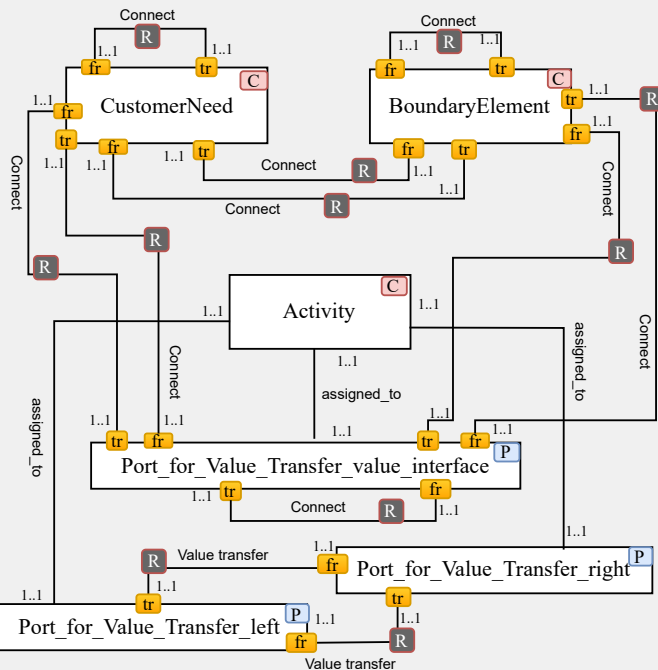 Connect
Connect
R
R
1..1
1..1
1..1
1..1
fr
tr
C
fr
tr
C
1..1
fr
CustomerNeed
BoundaryElement
tr
1..1
R
tr
fr
1..1
1..1
fr
1..1
tr
1..1
fr
tr
Connect
R
1..1
1..1
Connect
R
Connect
Connect
R
R
R
1..1
Activity
C
1..1
Connect
assigned_to
Connect
1..1
assigned_to
assigned_to
1..1
1..1
1..1
1..1
1..1
tr
fr
tr
fr
P
Port_for_Value_Transfer_value_interface
1..1
tr
fr
Connect
R
1..1
1..1
Value transfer
1..1
R
fr
P
1..1
Port_for_Value_Transfer_right
1..1
tr
tr
P
1..1
1..1
Port_for_Value_Transfer_left
fr
R
Value transfer